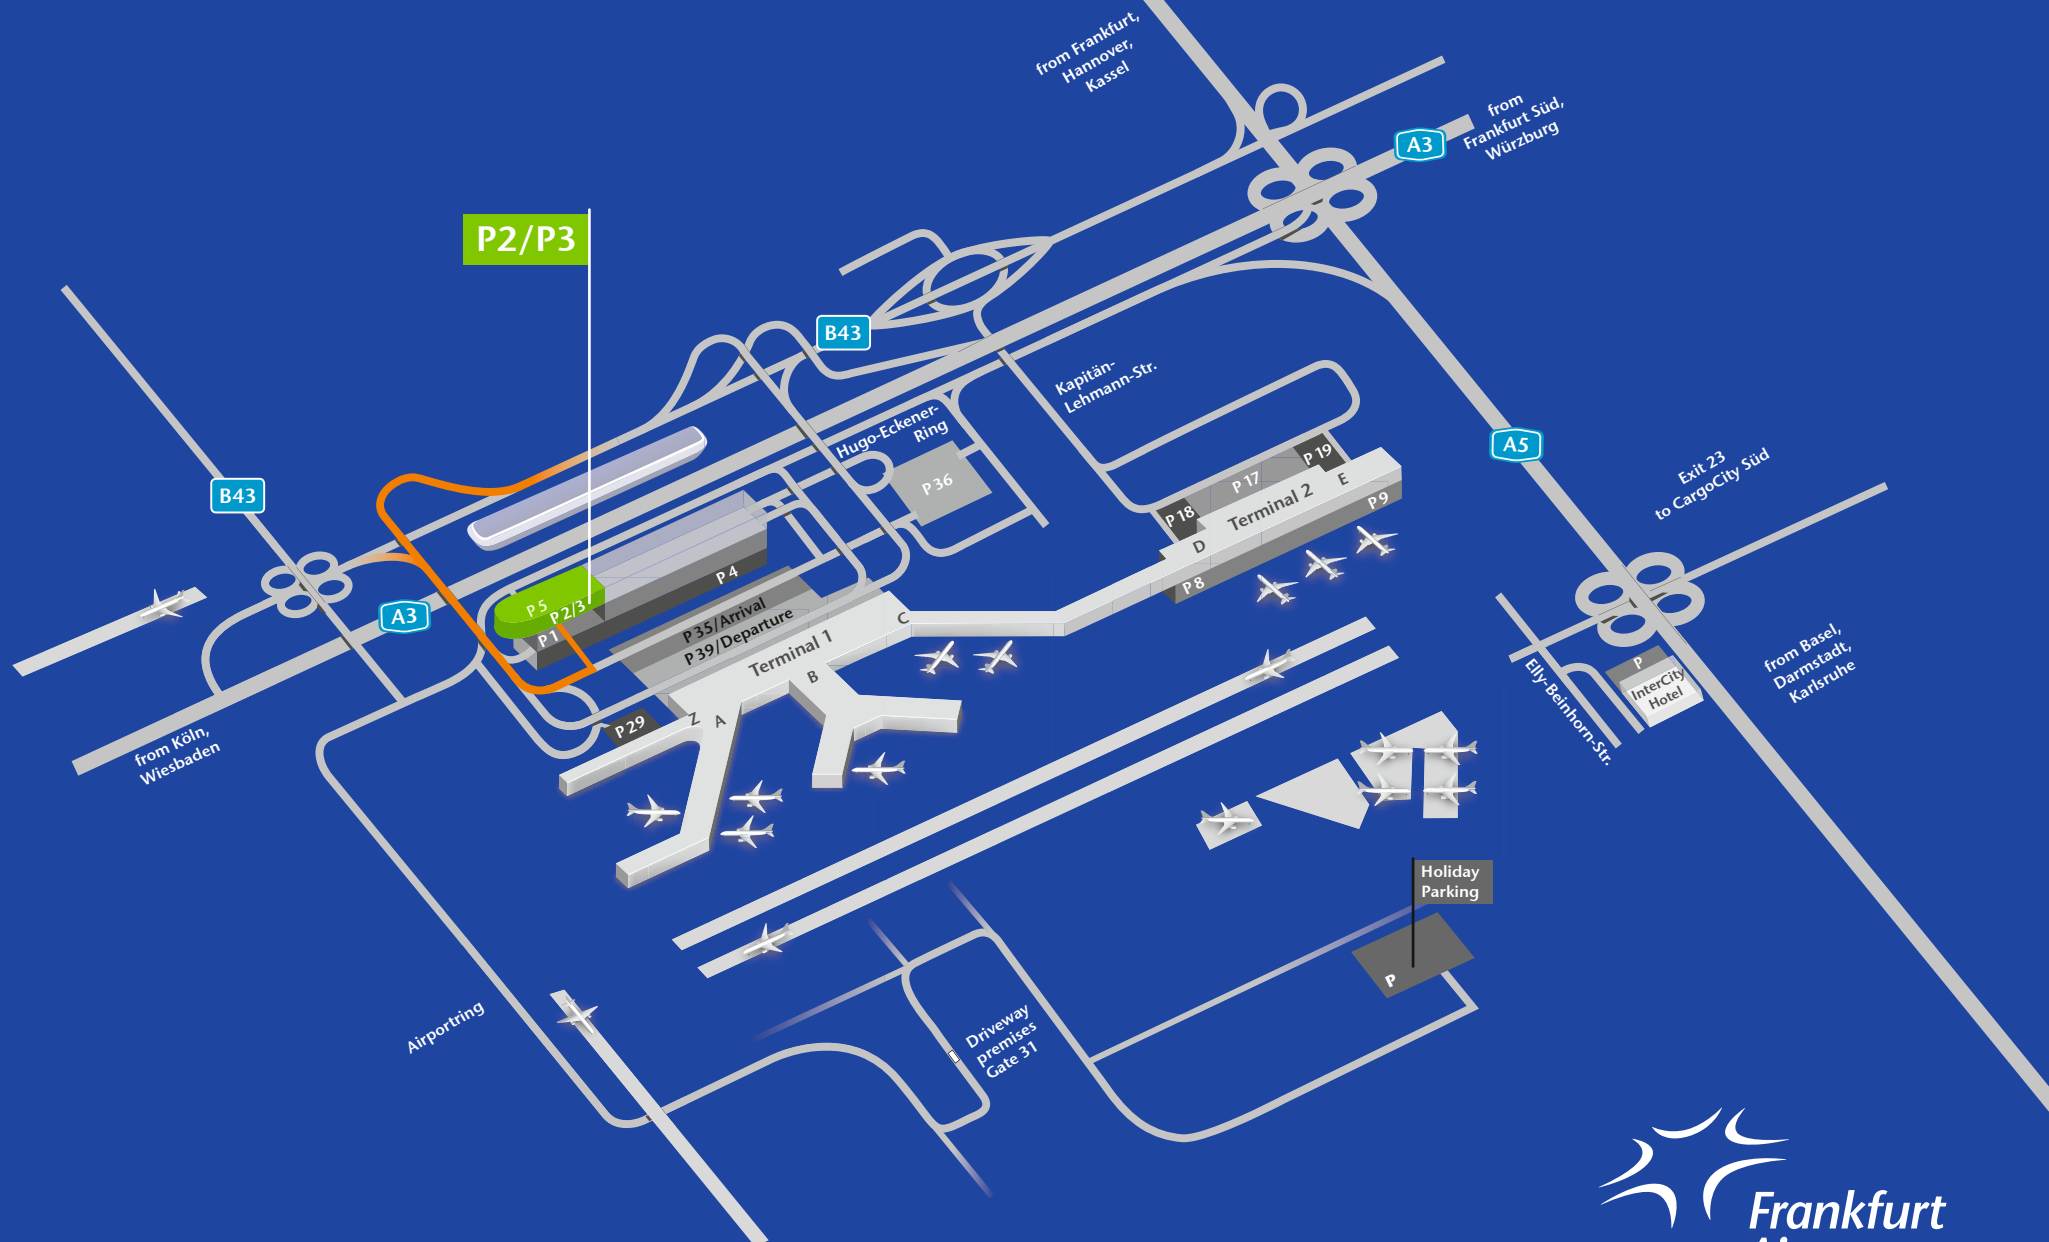 from Frankfurt,
Hannover,
Kassel
from
Frankfurt Süd,
Würzburg
A3
P2/P3
B43
Kapitän-
Lehmann-Str.
Hugo-Eckener-
Ring
P 36
P 19
P 17
P 18
Terminal 2
E
D
P 9
P 8
A5
Exit 23
to CargoCity Süd
B43
A3
P 5
P 2/3
P 1
P 4
P 35/Arrival
P 39/Departure
Terminal 1
C
B
Z
A
P 29
from Köln,
Wiesbaden
Elly-Beinhorn-Str.
P
InterCity
Hotel
from Basel,
Darmstadt,
Karlsruhe
Holiday
Parking
P
Airportring
Driveway
premises
Gate 31
Frankfurt